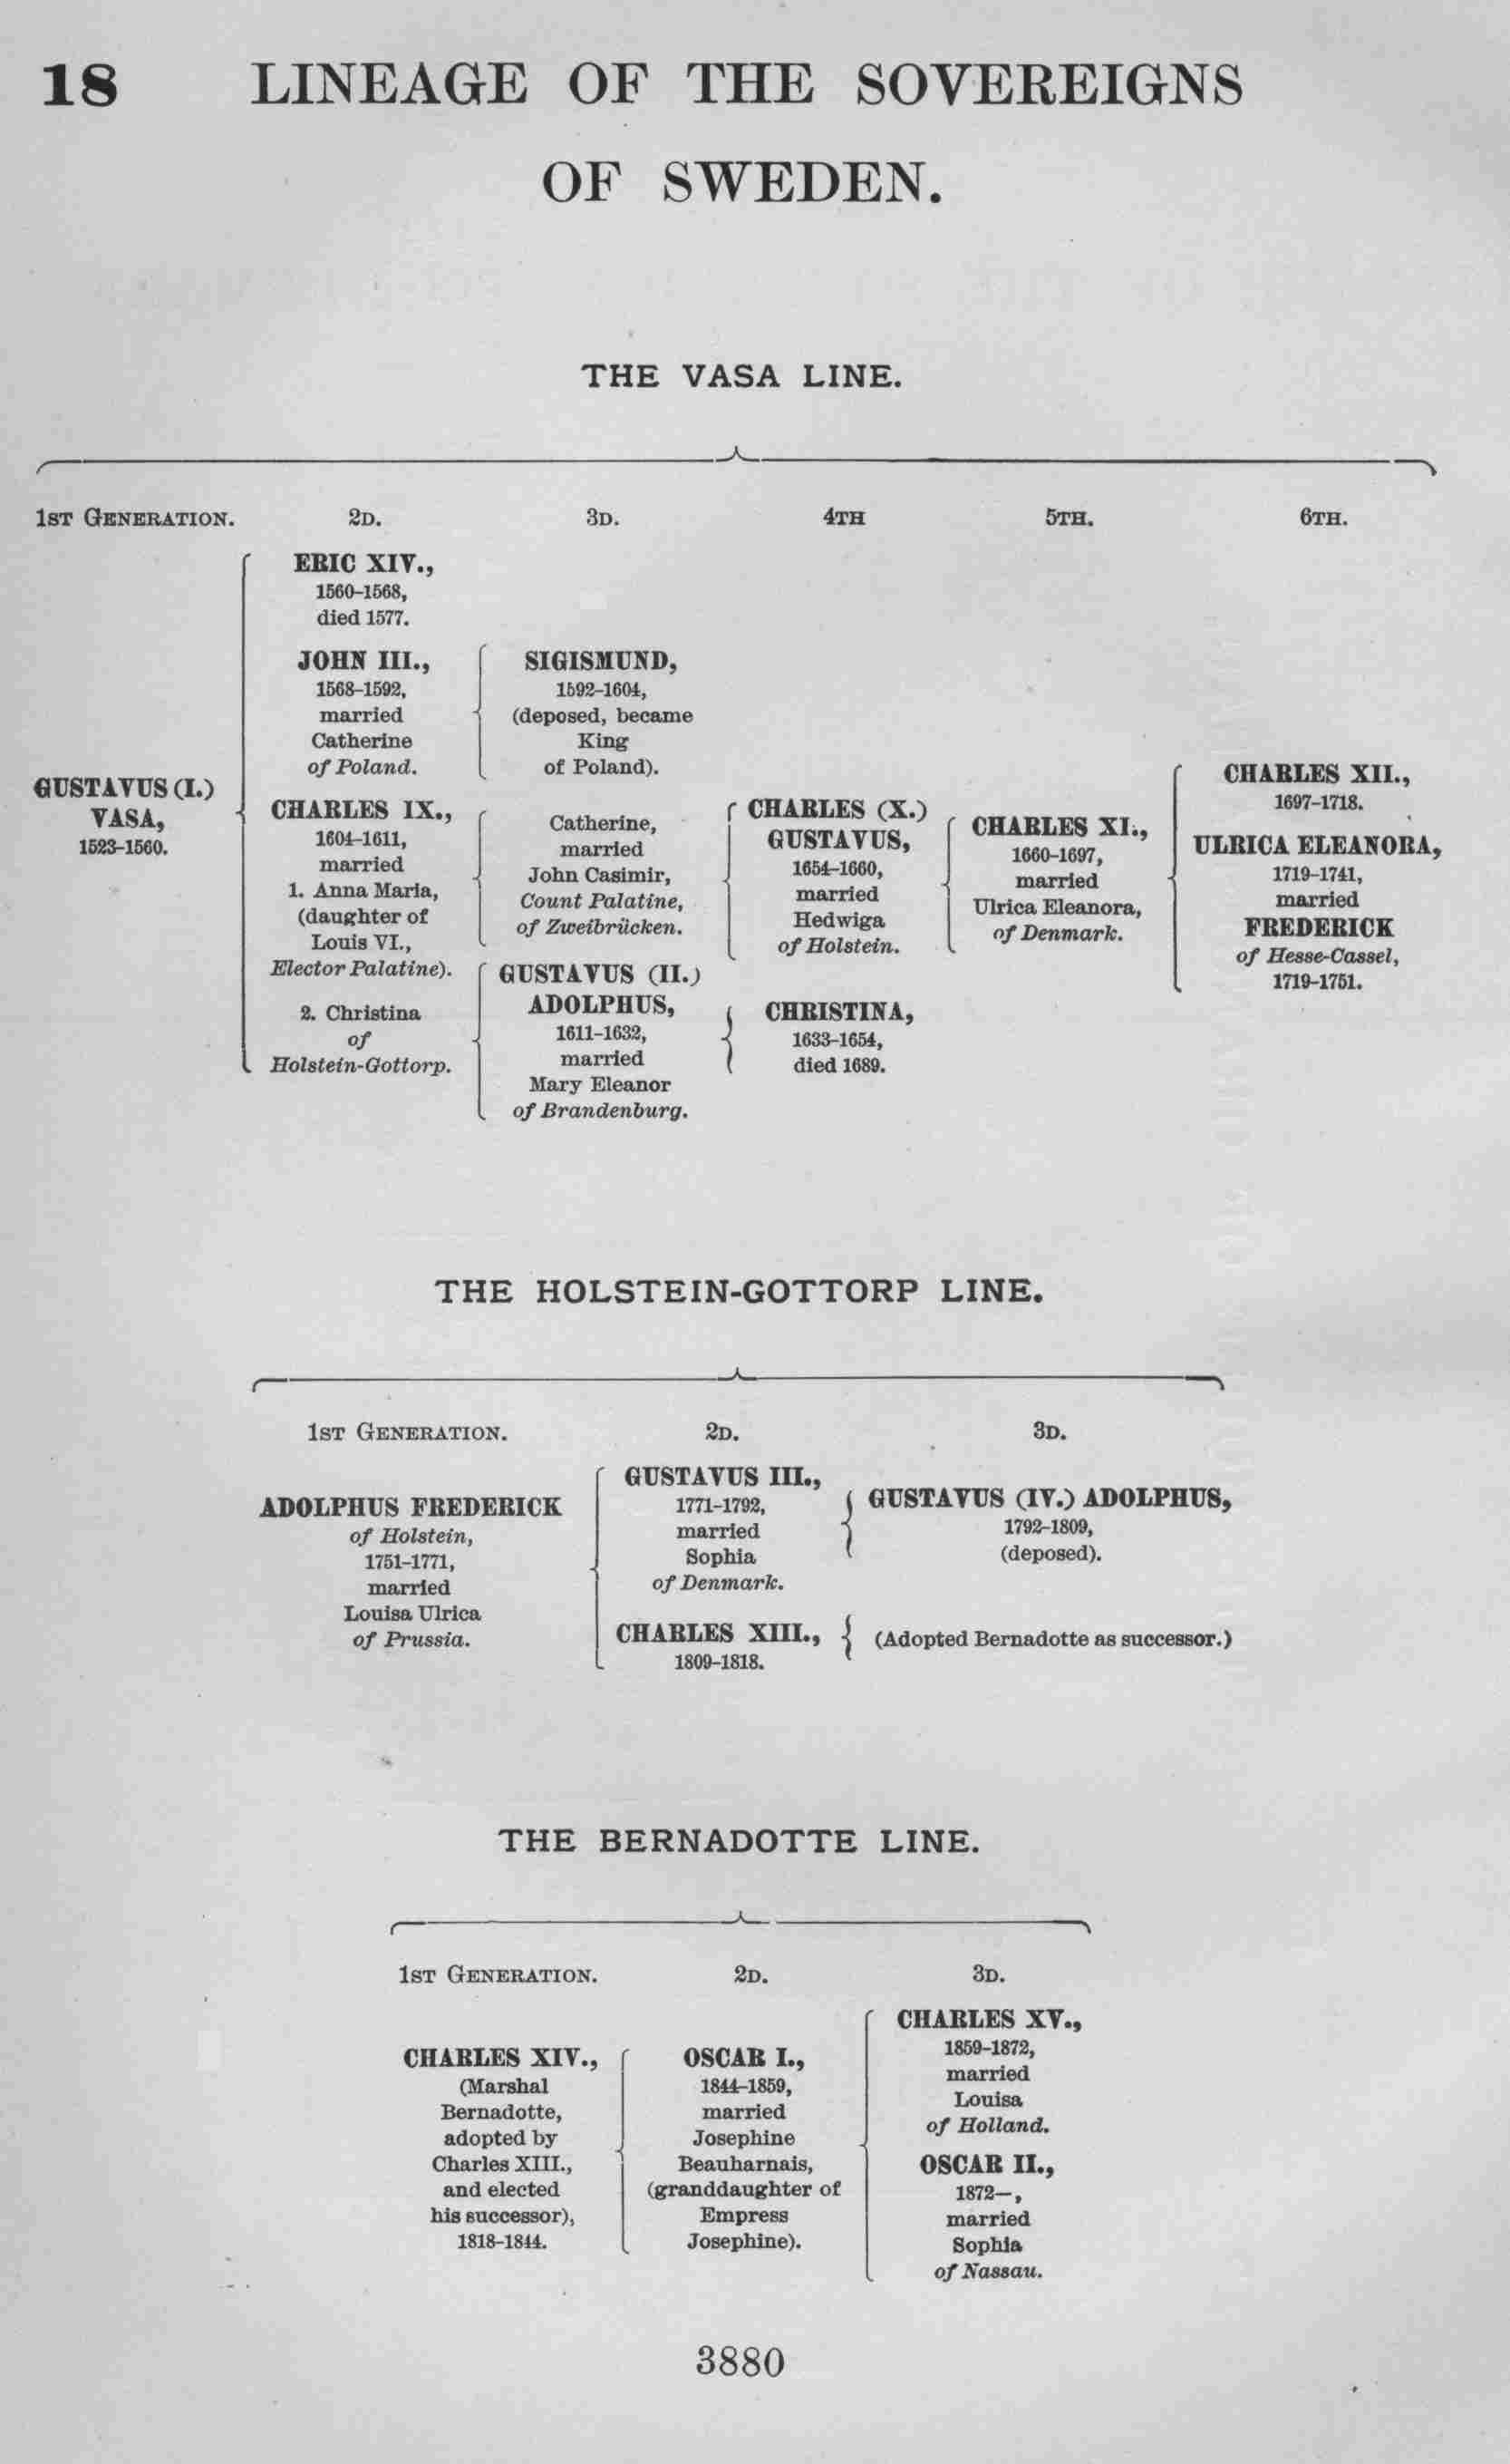 18 LINEAGE OF THE SOVEREIGNS
OF SWEDEN.
THE VASA LINE.
1ST GENERATION. 2D. 3D. 4TH 5TH. 6TH.
GUSTAVUS (I.)
VASA,
1523-1560.
ERIC XIV.,
1560-1568,
died 1577.
JOHN III.,
1568-1592,
married
Catherine
of Poland.
CHARLES IX.,
1604-1611,
married
1. Anna Maria,
(daughter of
Louis VI.,
Elector Palatine).
2. Christina
of
Holstein-Gottorp.
SIGISMUND,
1592-1604,
(deposed, became
King
of Poland).
Catherine,
married
John Casimir,
Count Palatine,
of Zweibrücken.
GUSTAVUS (II.)
ADOLPHUS,
1611-1632,
married
Mary Eleanor
of Brandenburg.
CHARLES (X.)
GUSTAVUS,
1654-1660,
married
Hedwiga
of Holstein.
CHRISTINA,
1633-1654,
died 1689.
CHARLES XI.,
1660-1697,
married
Ulrica Eleanora,
of Denmark.
CHARLES XII.,
1697-1718.
ULRICA ELEANORA,
1719-1741,
married
FREDERICK
of Hesse-Cassel,
1719-1751.
THE HOLSTEIN-GOTTORP LINE.
1ST GENERATION. 2D. 3D.
ADOLPHUS FREDERICK
of Holstein,
1751-1771,
married
Louisa Ulrica
of Prussia.
GUSTAVUS III.,
1771-1792,
married
Sophia
of Denmark.
CHARLES XIII.,
1809-1818.
GUSTAVUS (IV.) ADOLPHUS,
1792-1809,
(deposed).
(Adopted Bernadotte as successor.)
THE BERNADOTTE LINE.
1ST GENERATION. 2D. 3D.
CHARLES XIV.,
(Marshal
Bernadotte,
adopted by
Charles XIII.,
and elected
his successor),
1818-1844.
OSCAR I.,
1844-1859,
married
Josephine
Beauharnais,
(granddaughter of
Empress
Josephine).
CHARLES XV.,
1859-1872,
married
Louisa
of Holland.
OSCAR II.,
1872-,
married
Sophia
of Nassau.
3880